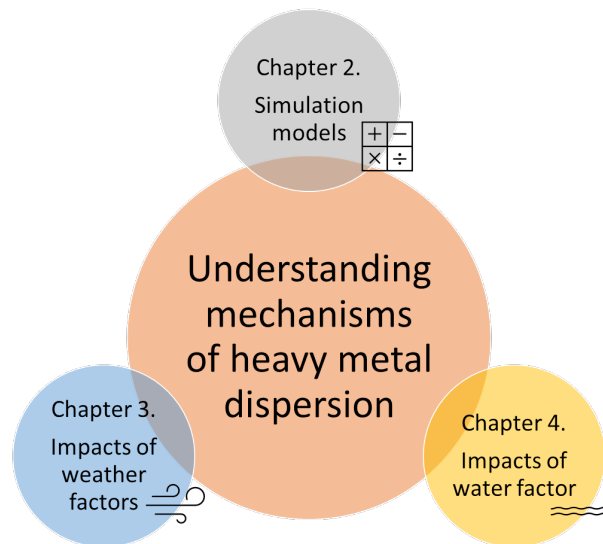 Chapter 2.
Simulation
models
+ −
× ÷
Understanding
mechanisms
of heavy metal
dispersion
Chapter 3.
Impacts of
weather
factors
Chapter 4.
Impacts of
water factor